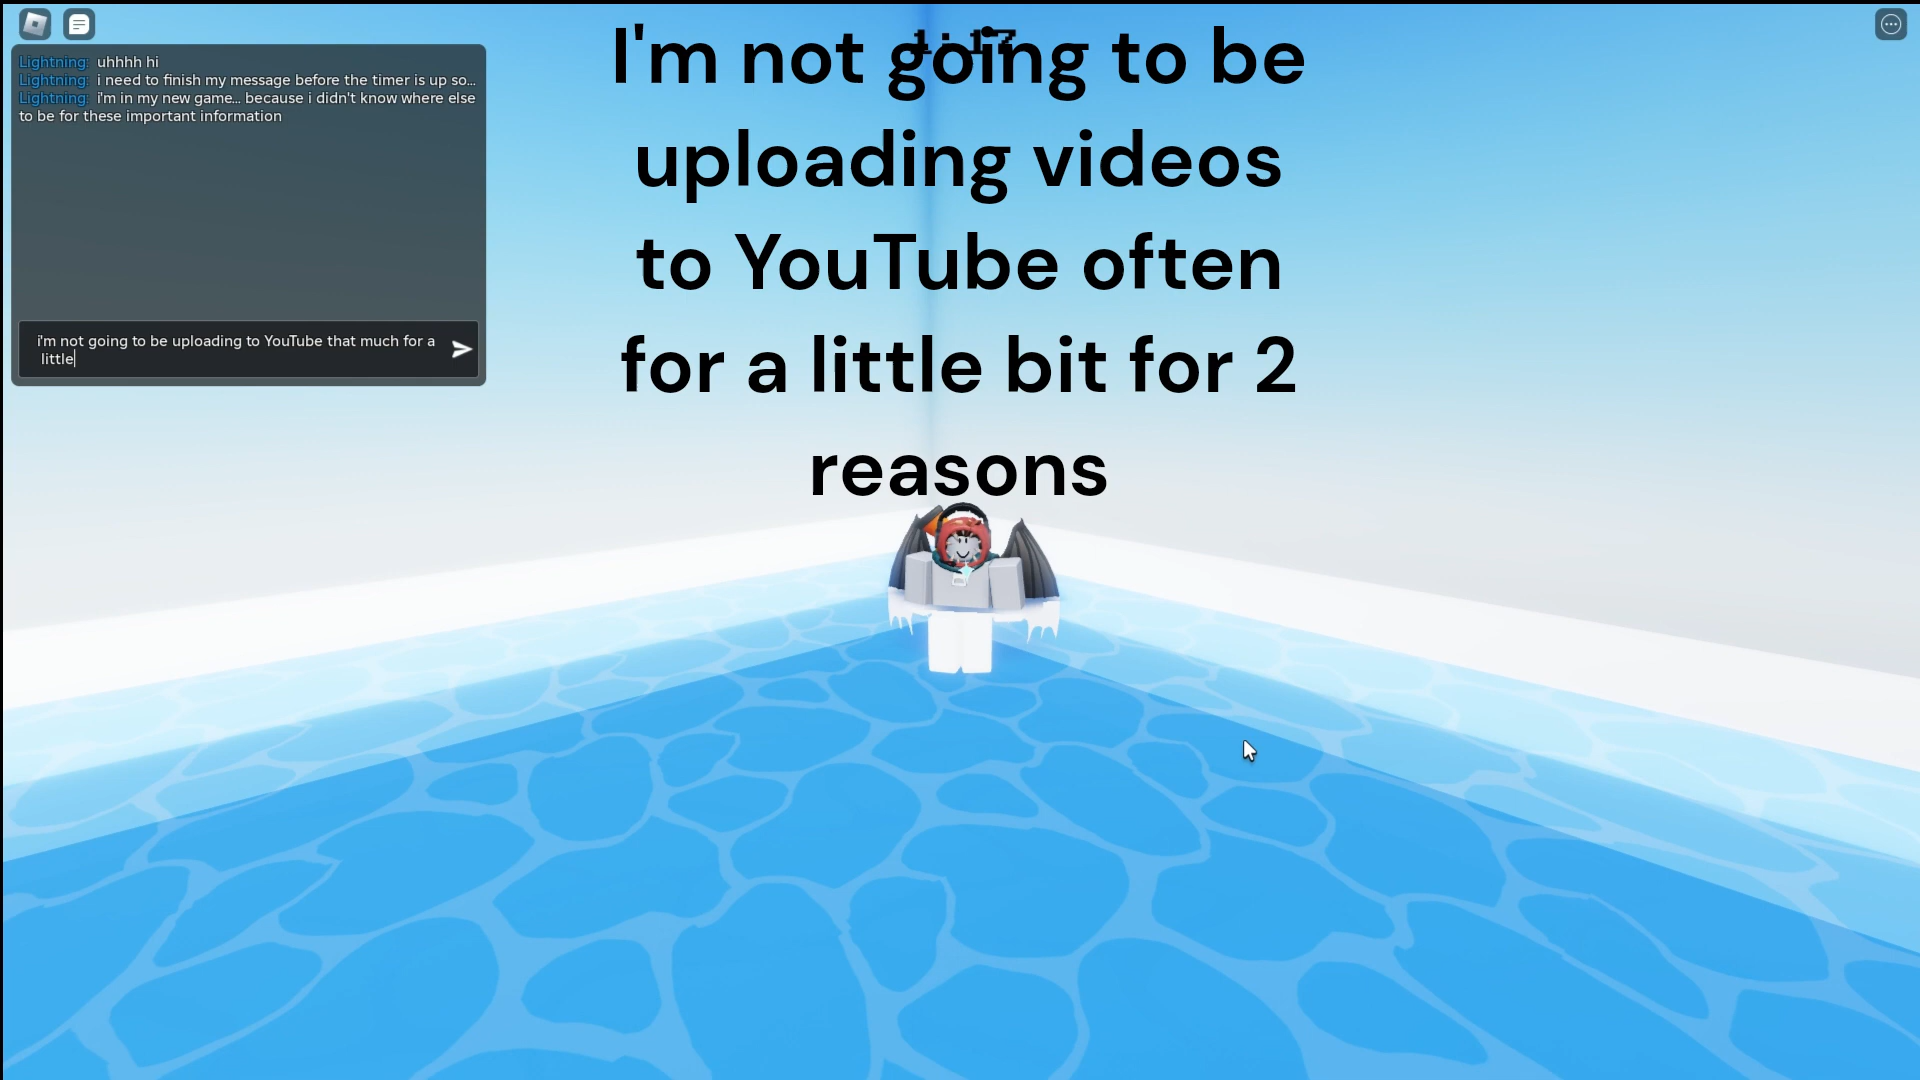 Lightning: uhhhh hi
Lightning: i need to finish my message before the timer is up so...
Lightning: i'm in my new game... because i didn't know where else
to be for these important information
i'm not going to be uploading to YouTube that much for a
little
1:17
I'm not going to be
uploading videos
to YouTube often
for a little bit for 2
reasons